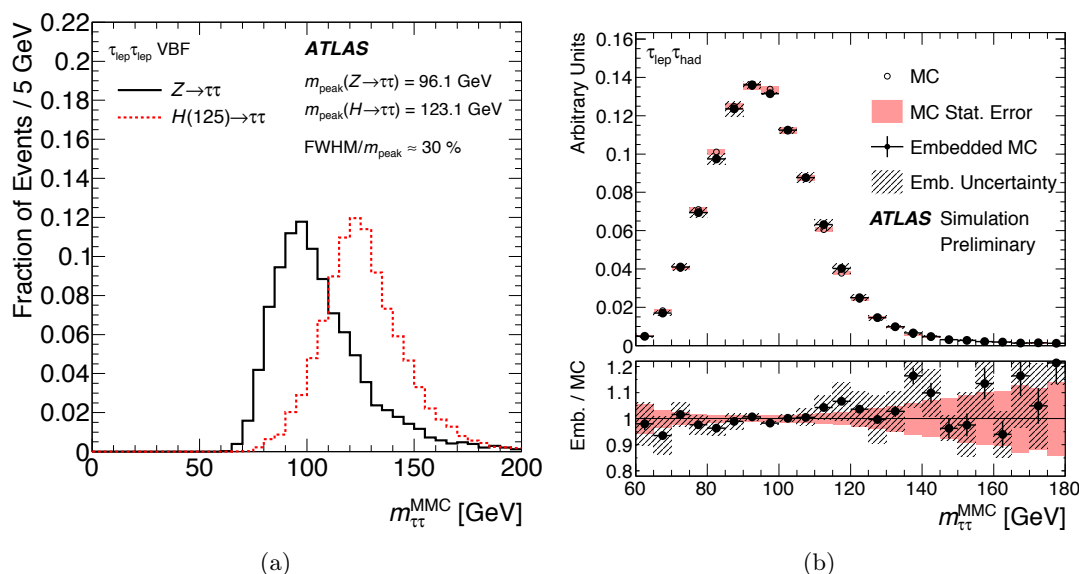 τlepτlep VBF
Z→ττ
H(125)→ττ
ATLAS
mpeak(Z→ττ) = 96.1 GeV
mpeak(H→ττ) = 123.1 GeV
FWHM/mpeak ≈ 30 %
Fraction of Events / 5 GeV
0.22
0.2
0.18
0.16
0.14
0.12
0.1
0.08
0.06
0.04
0.02
0
0 50 100 150 200
mττMMC [GeV]
(a)
τlepτhad
MC
MC Stat. Error
Embedded MC
Emb. Uncertainty
ATLAS Simulation
Preliminary
Arbitrary Units
0.16
0.14
0.12
0.1
0.08
0.06
0.04
0.02
0
Emb. / MC
1.2
1.1
1
0.9
0.8
60 80 100 120 140 160 180
mττMMC [GeV]
(b)